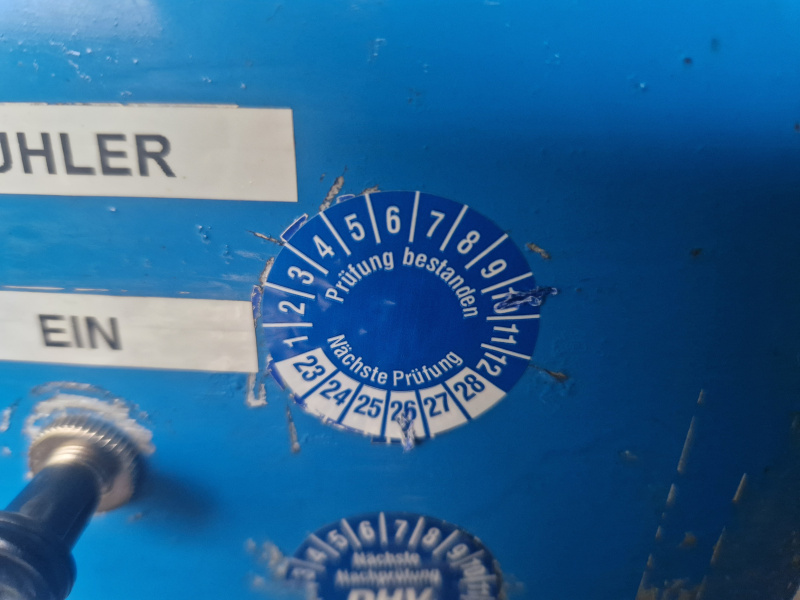 ÜHLER
EIN
1 2 3 4 5 6 7 8 9 10 11 12
Prüfung bestanden
Nächste Prüfung
23 24 25 26 27 28
3 4 5 6 7 8 9
Nächste
Nachprüfung